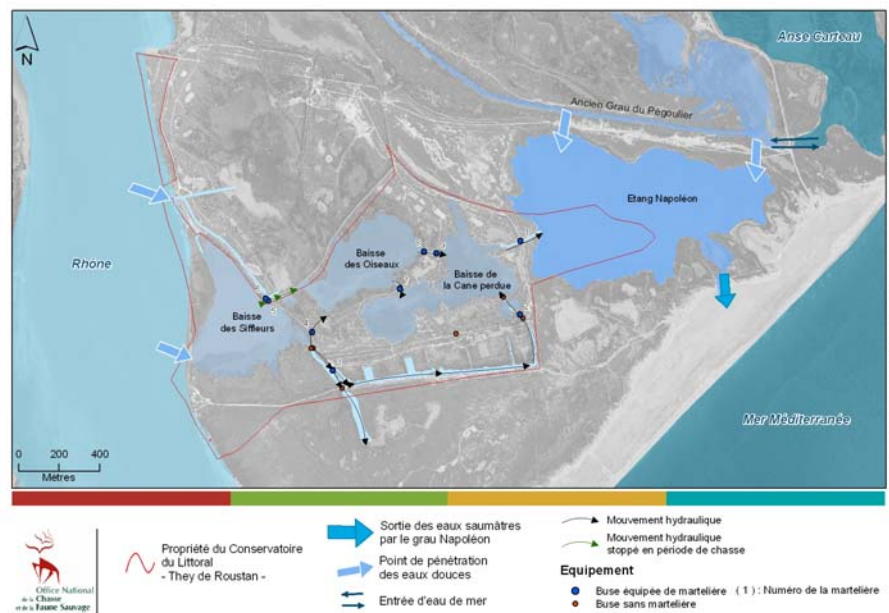 N
Anse Carteau
Ancien Grau du Pégoulier
Etang Napoléon
Rhône
Baisse
des Oiseaux
Baisse de
la Cane perdue
Baisse
des Siffleurs
Mer Méditerranée
0 200 400
Mètres
Office National
de la Chasse
et de la Faune Sauvage
Propriété du Conservatoire
du Littoral
- They de Roustan -
Sortie des eaux saumâtres
par le grau Napoléon
Point de pénétration
des eaux douces
Entrée d'eau de mer
Mouvement hydraulique
Mouvement hydraulique
stoppé en période de chasse
Equipement
Buse équipée de martelière ( 1 ) : Numéro de la martelière
Buse sans martelière